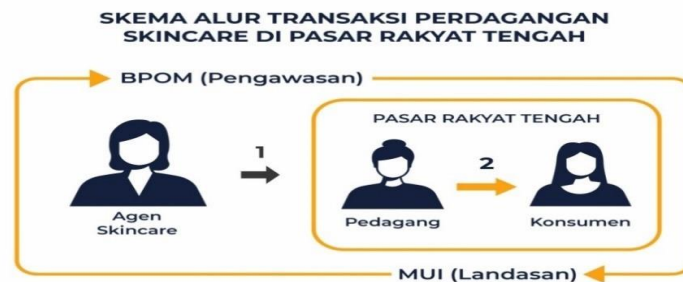 SKEMA ALUR TRANSAKSI PERDAGANGAN
SKINCARE DI PASAR RAKYAT TENGAH
BPOM (Pengawasan)
PASAR RAKYAT TENGAH
1
2
Agen
Skincare
Pedagang
Konsumen
MUI (Landasan)